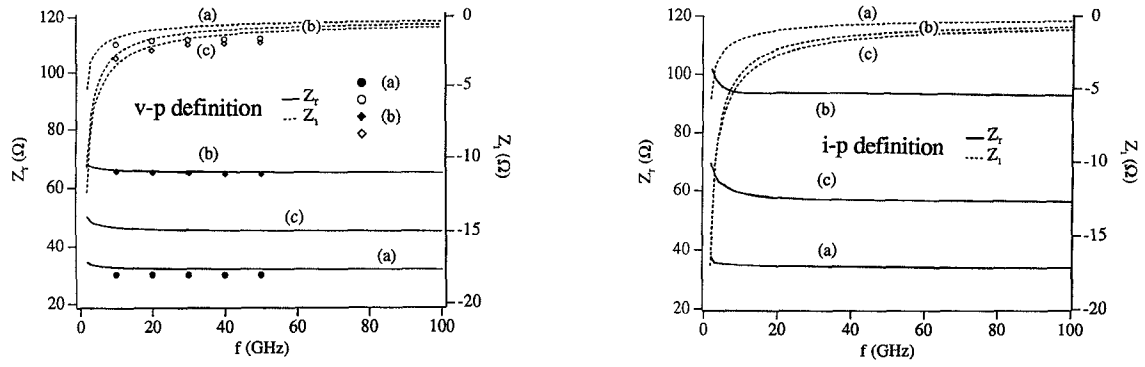 120
100
80
60
40
20
Z_r (Ω)
0
-5
-10
-15
-20
Z_i (Ω)
(a)
(b)
(c)
v-p definition
Z_r
Z_i
(a)
(b)
(b)
(c)
(a)
0
20
40
60
80
100
f (GHz)
120
100
80
60
40
20
Z_r (Ω)
0
-5
-10
-15
-20
Z_i (Ω)
(a)
(b)
(c)
(b)
i-p definition
Z_r
Z_i
(c)
(a)
0
20
40
60
80
100
f (GHz)